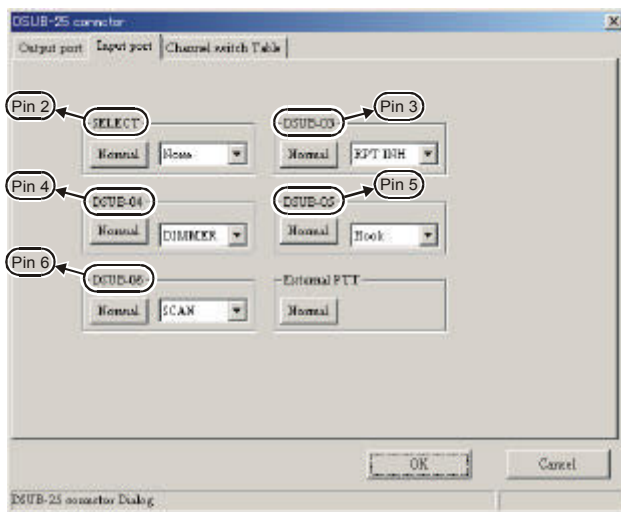 DSUB-25 connctor
Output port Input port Channel switch Table
Pin 2 Pin 3
SELECT DSUB-03
Normal None Normal RPT INH
Pin 4 Pin 5
DSUB-04 DSUB-05
Normal DIMMER Normal Hook
Pin 6
DSUB-06 External PTT
Normal SCAN Normal
OK Cancel
DSUB-25 connector Dialog